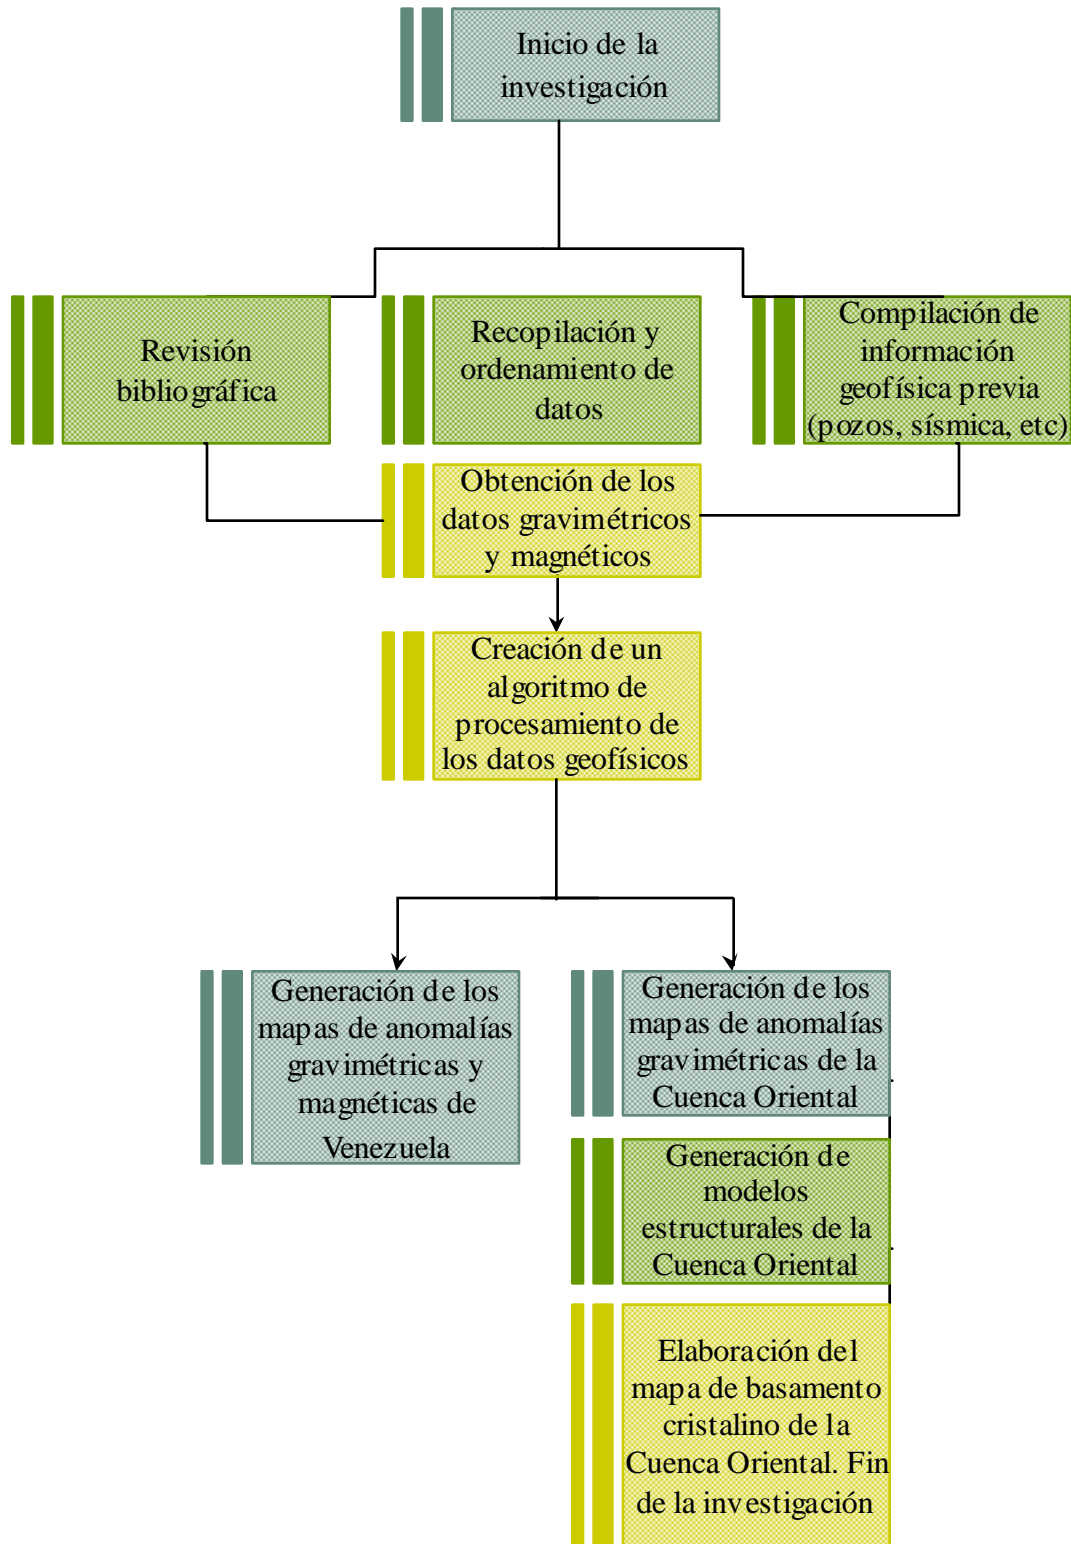 Inicio de la
investigación
Revisión
bibliográfica
Recopilación y
ordenamiento de
datos
Compilación de
información
geofísica previa
(pozos, sísmica, etc)
Obtención de los
datos gravimétricos
y magnéticos
Creación de un
algoritmo de
procesamiento de
los datos geofísicos
Generación de los
mapas de anomalías
gravimétricas y
magnéticas de
Venezuela
Generación de los
mapas de anomalías
gravimétricas de la
Cuenca Oriental
Generación de
modelos
estructurales de la
Cuenca Oriental
Elaboración del
mapa de basamento
cristalino de la
Cuenca Oriental. Fin
de la investigación